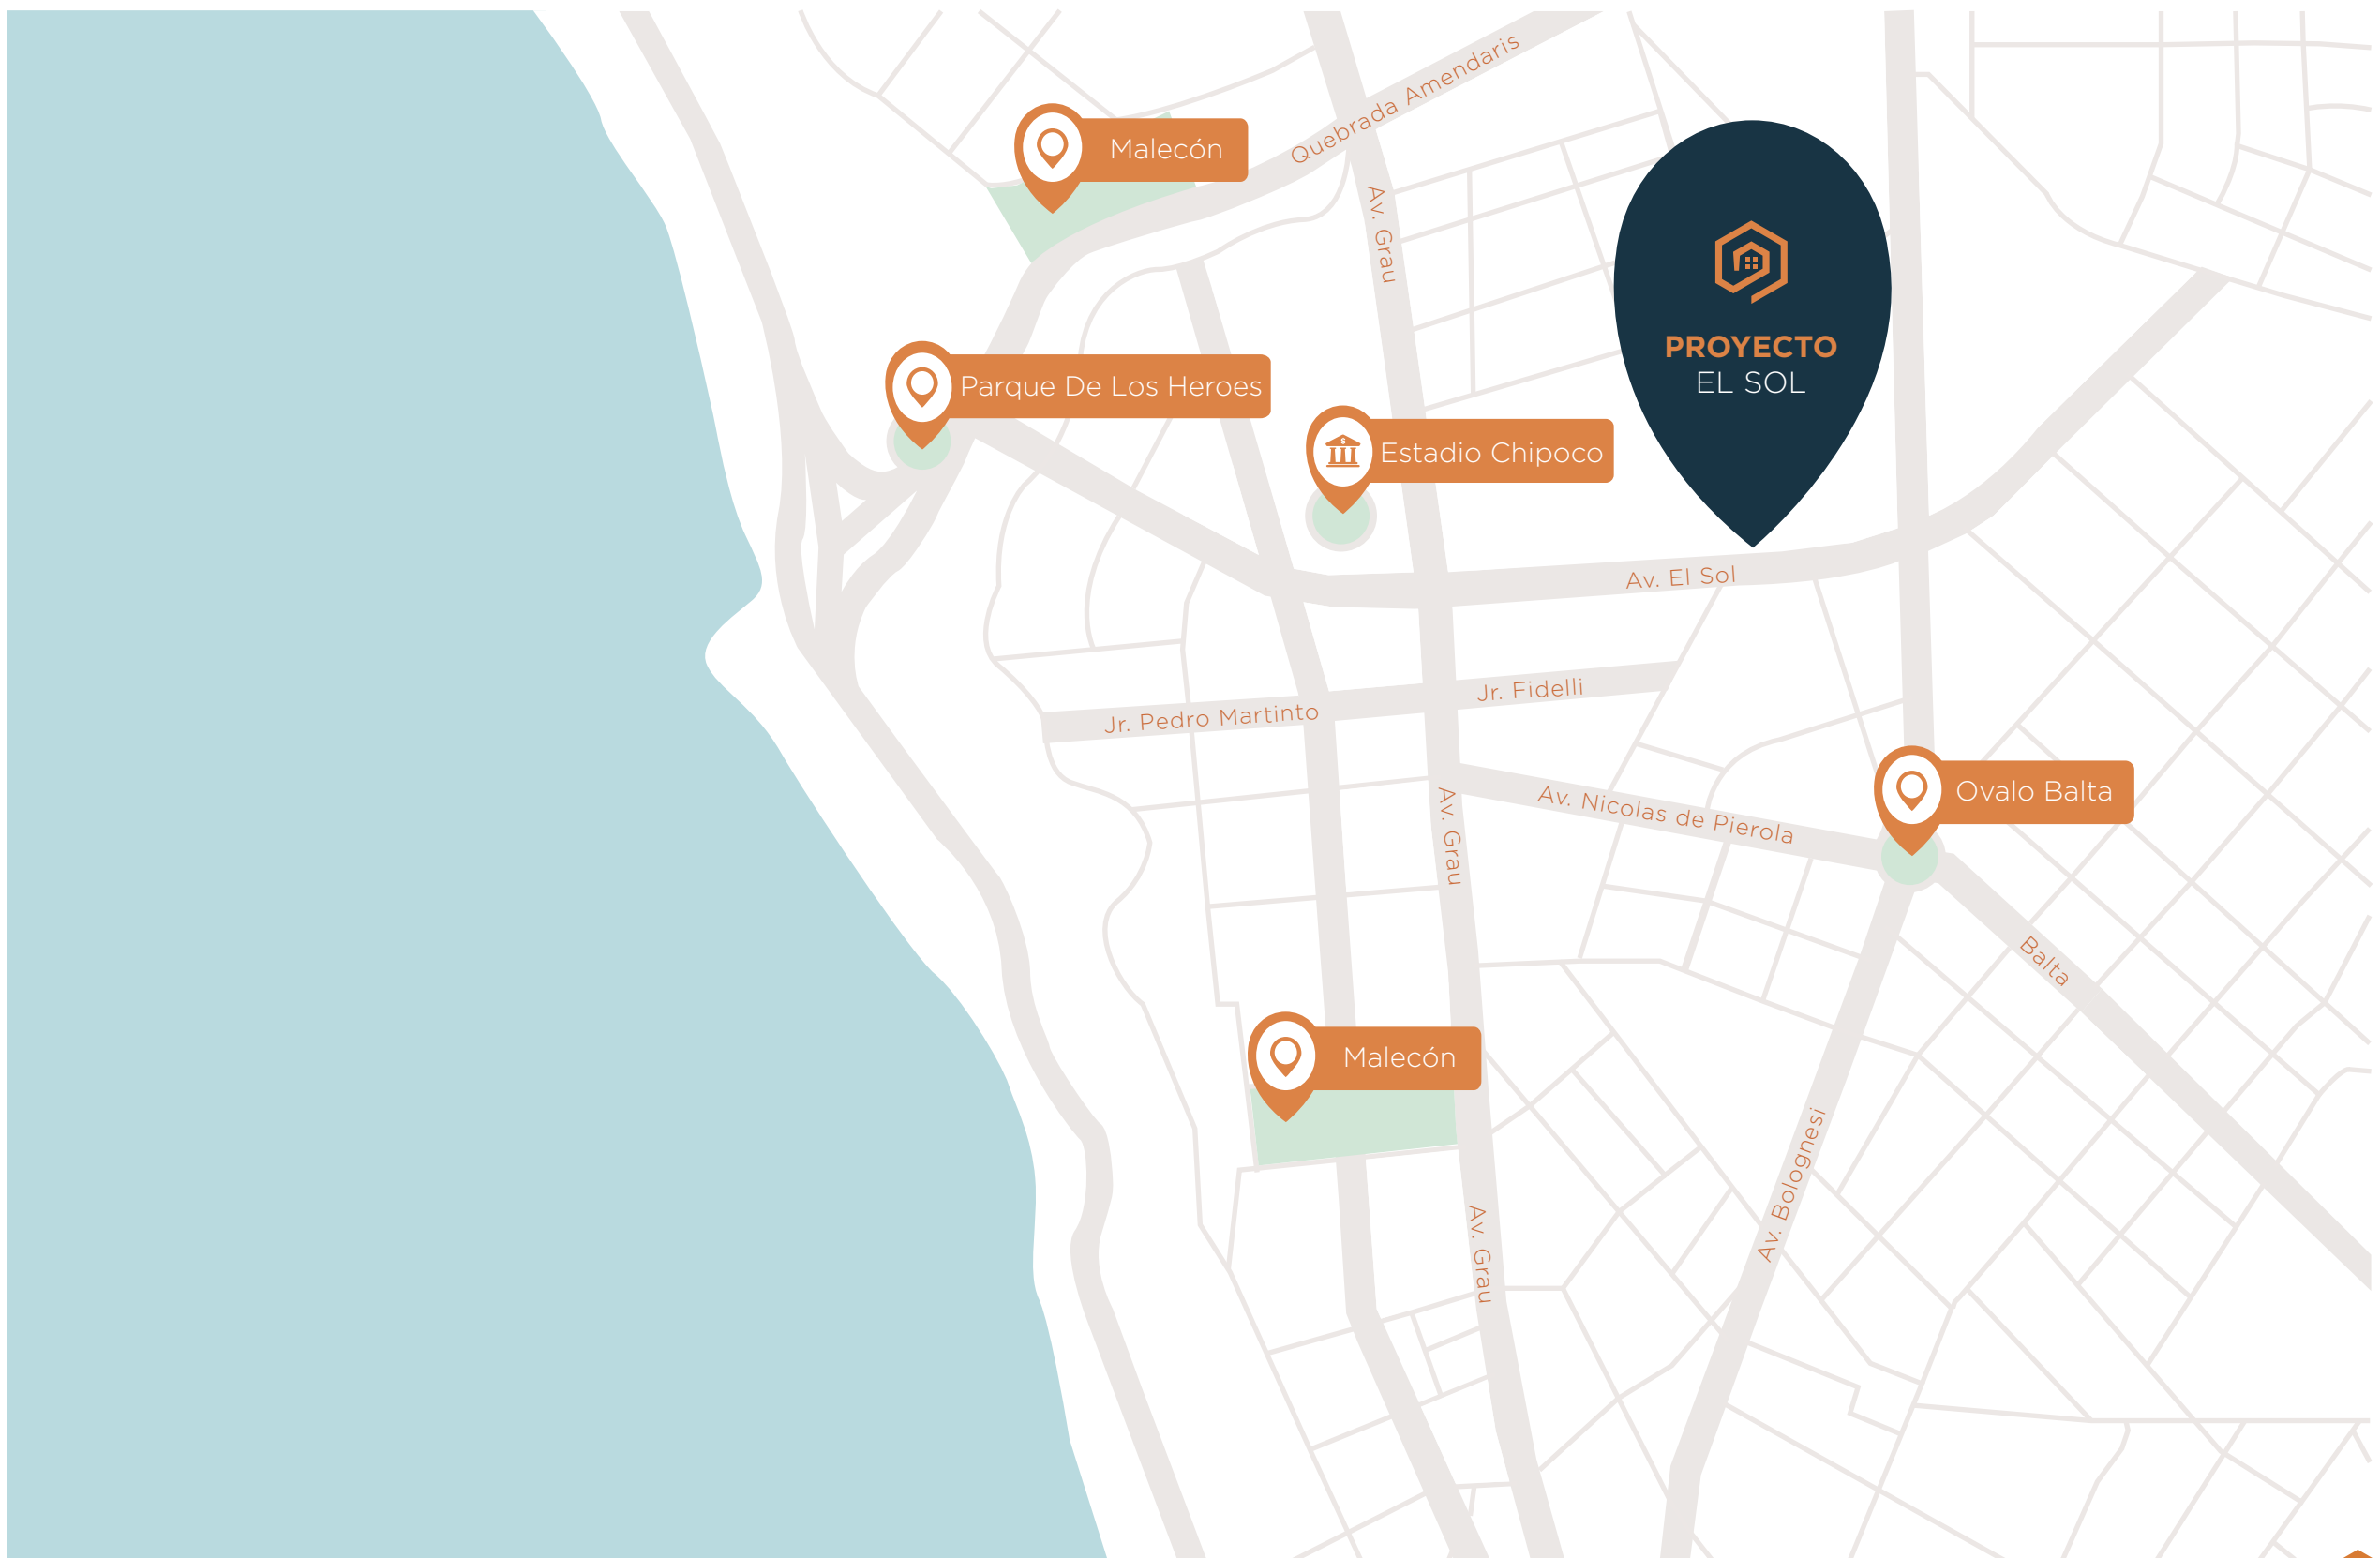 Quebrada Amendaris
Malecón
Av. Grau
PROYECTO
EL SOL
Parque De Los Heroes
Estadio Chipoco
Av. El Sol
Jr. Fidelli
Jr. Pedro Martinto
Av. Nicolas de Pierola
Ovalo Balta
Av. Grau
Balta
Malecón
Av. Bolognesi
Av. Grau